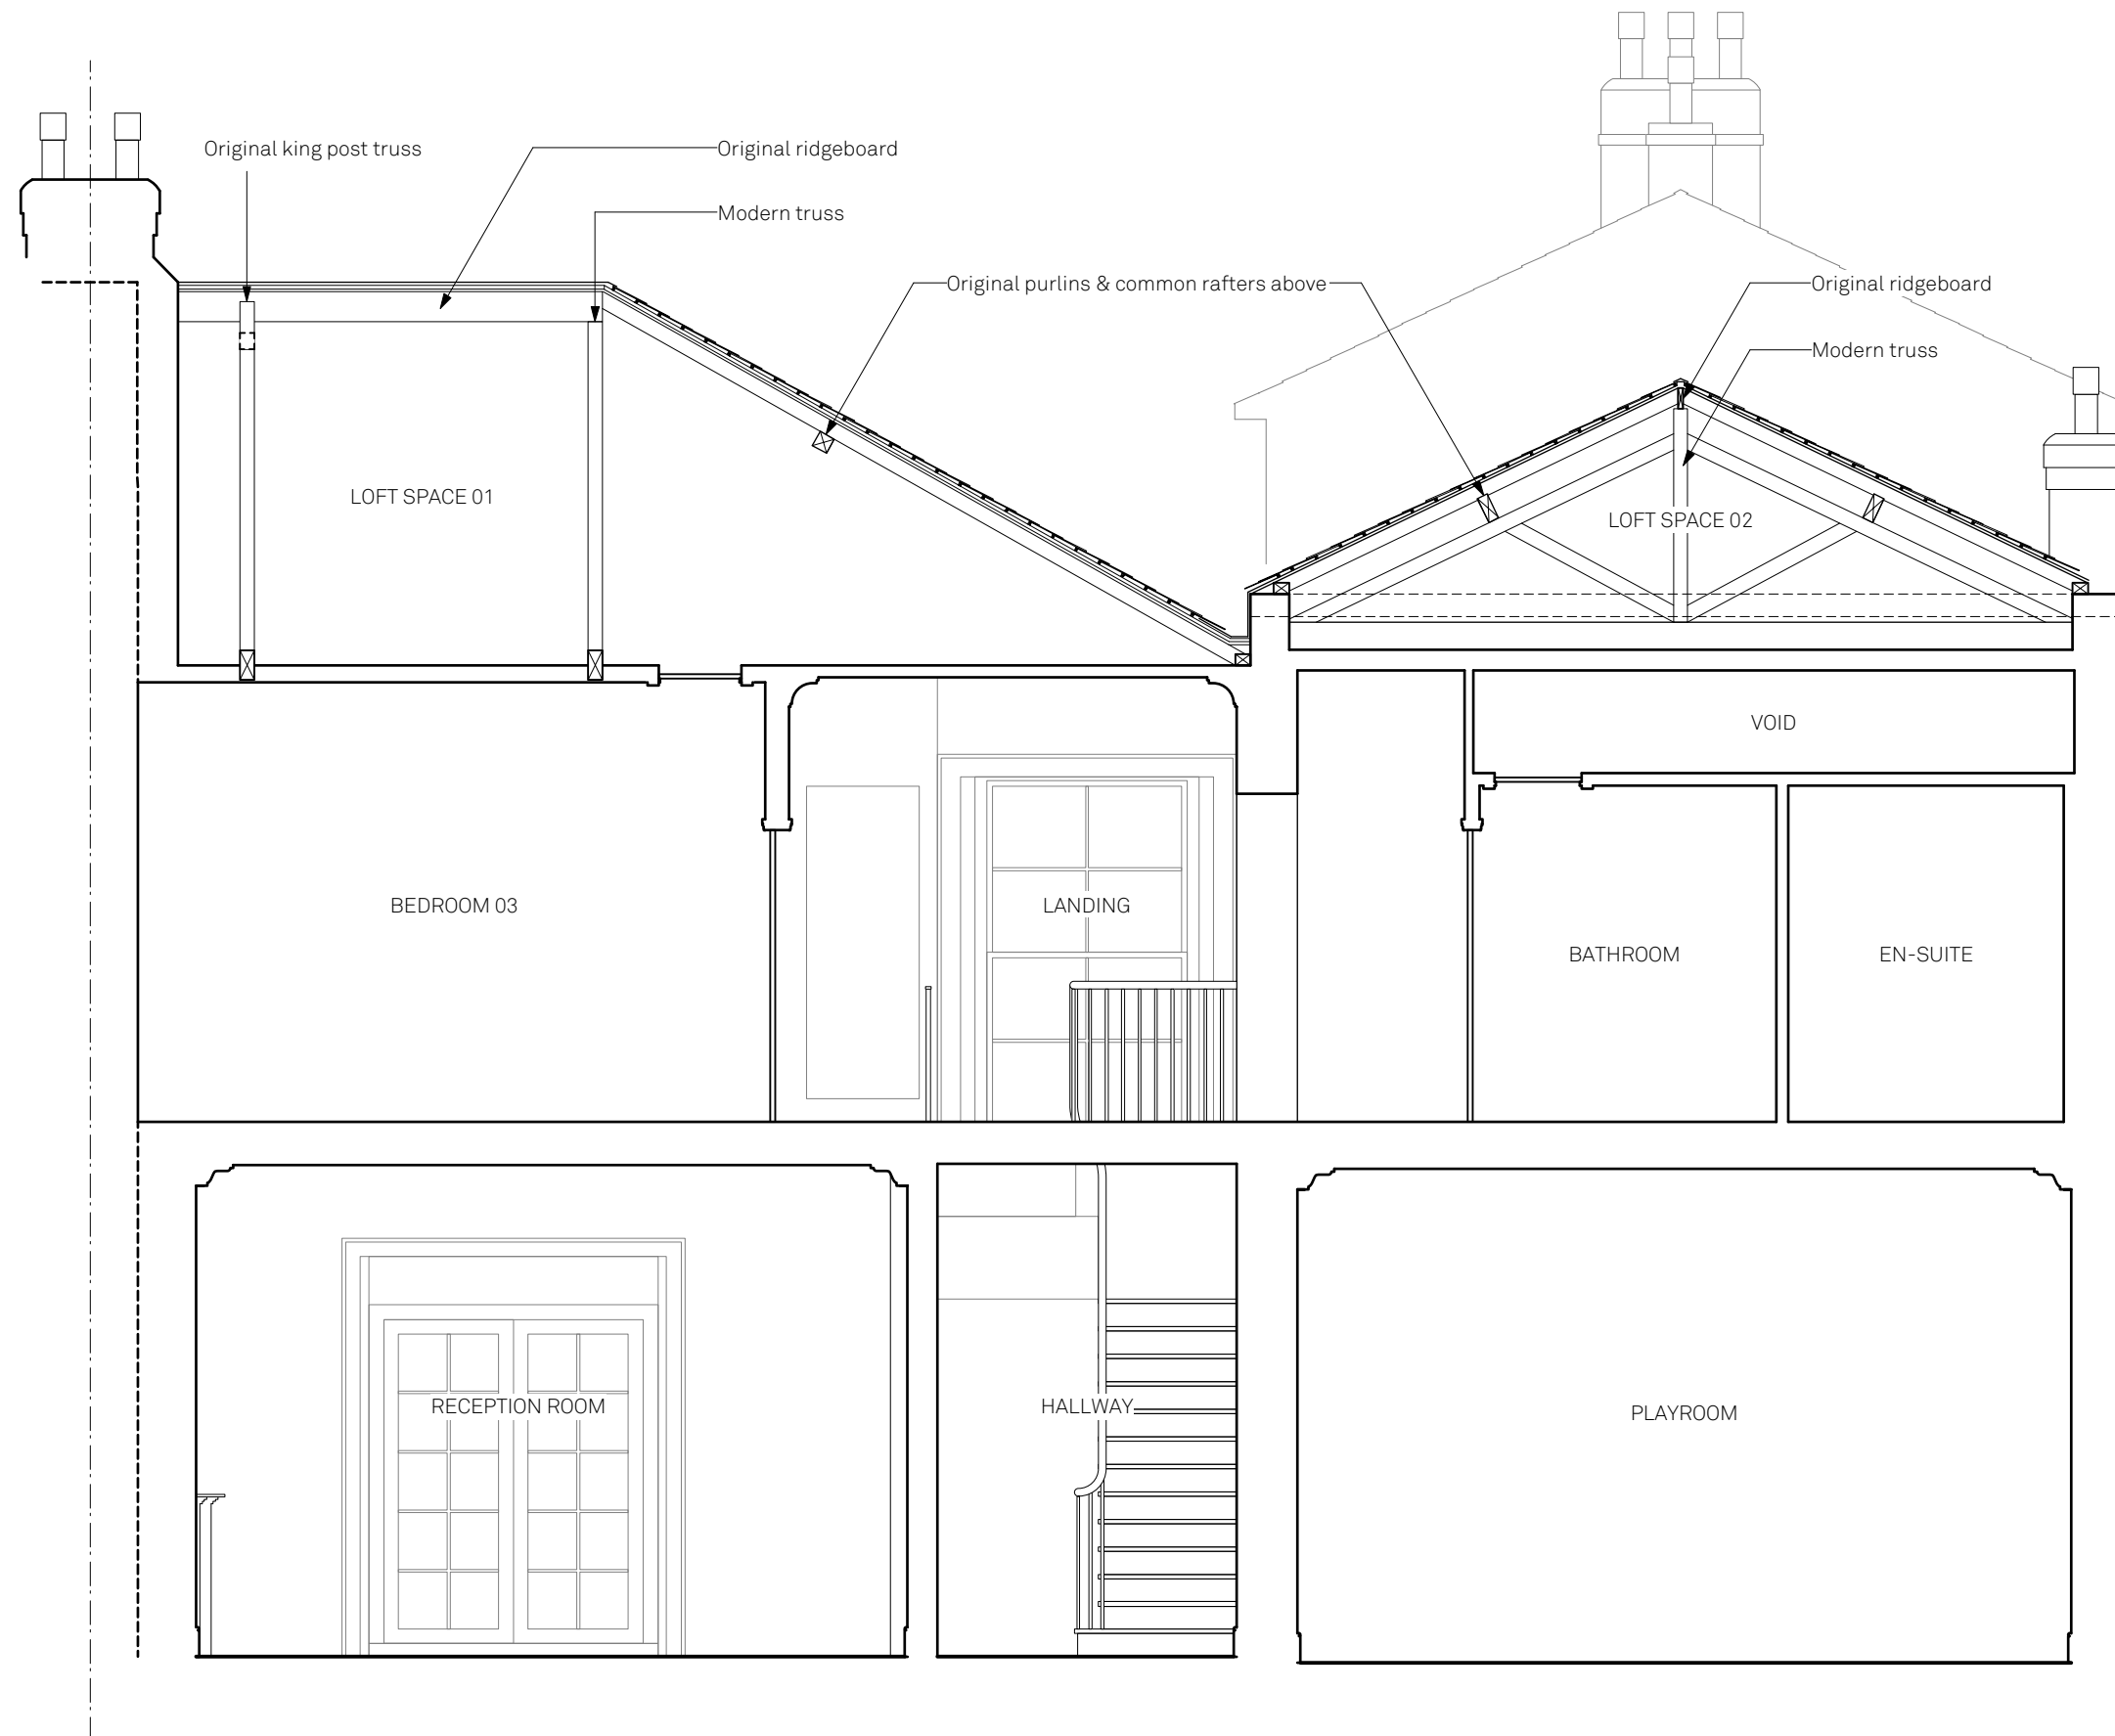 Original king post truss
Original ridgeboard
Modern truss
Original purlins & common rafters above
Original ridgeboard
Modern truss
LOFT SPACE 01
LOFT SPACE 02
VOID
BEDROOM 03
LANDING
BATHROOM
EN-SUITE
RECEPTION ROOM
HALLWAY
PLAYROOM